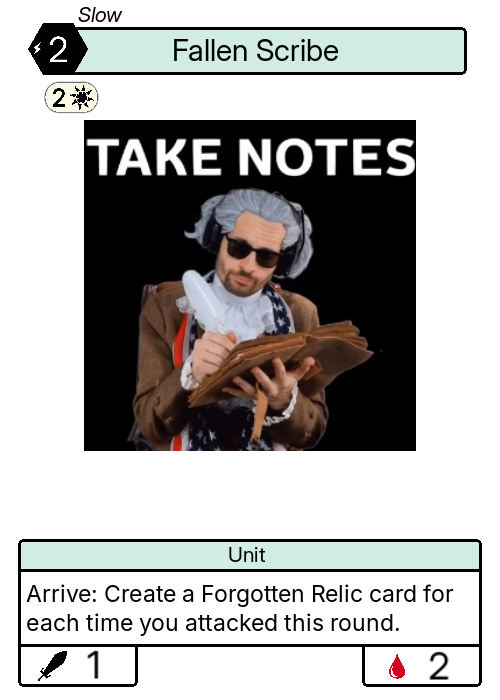 Slow
2
Fallen Scribe
2
TAKE NOTES
Unit
Arrive: Create a Forgotten Relic card for
each time you attacked this round.
1
2